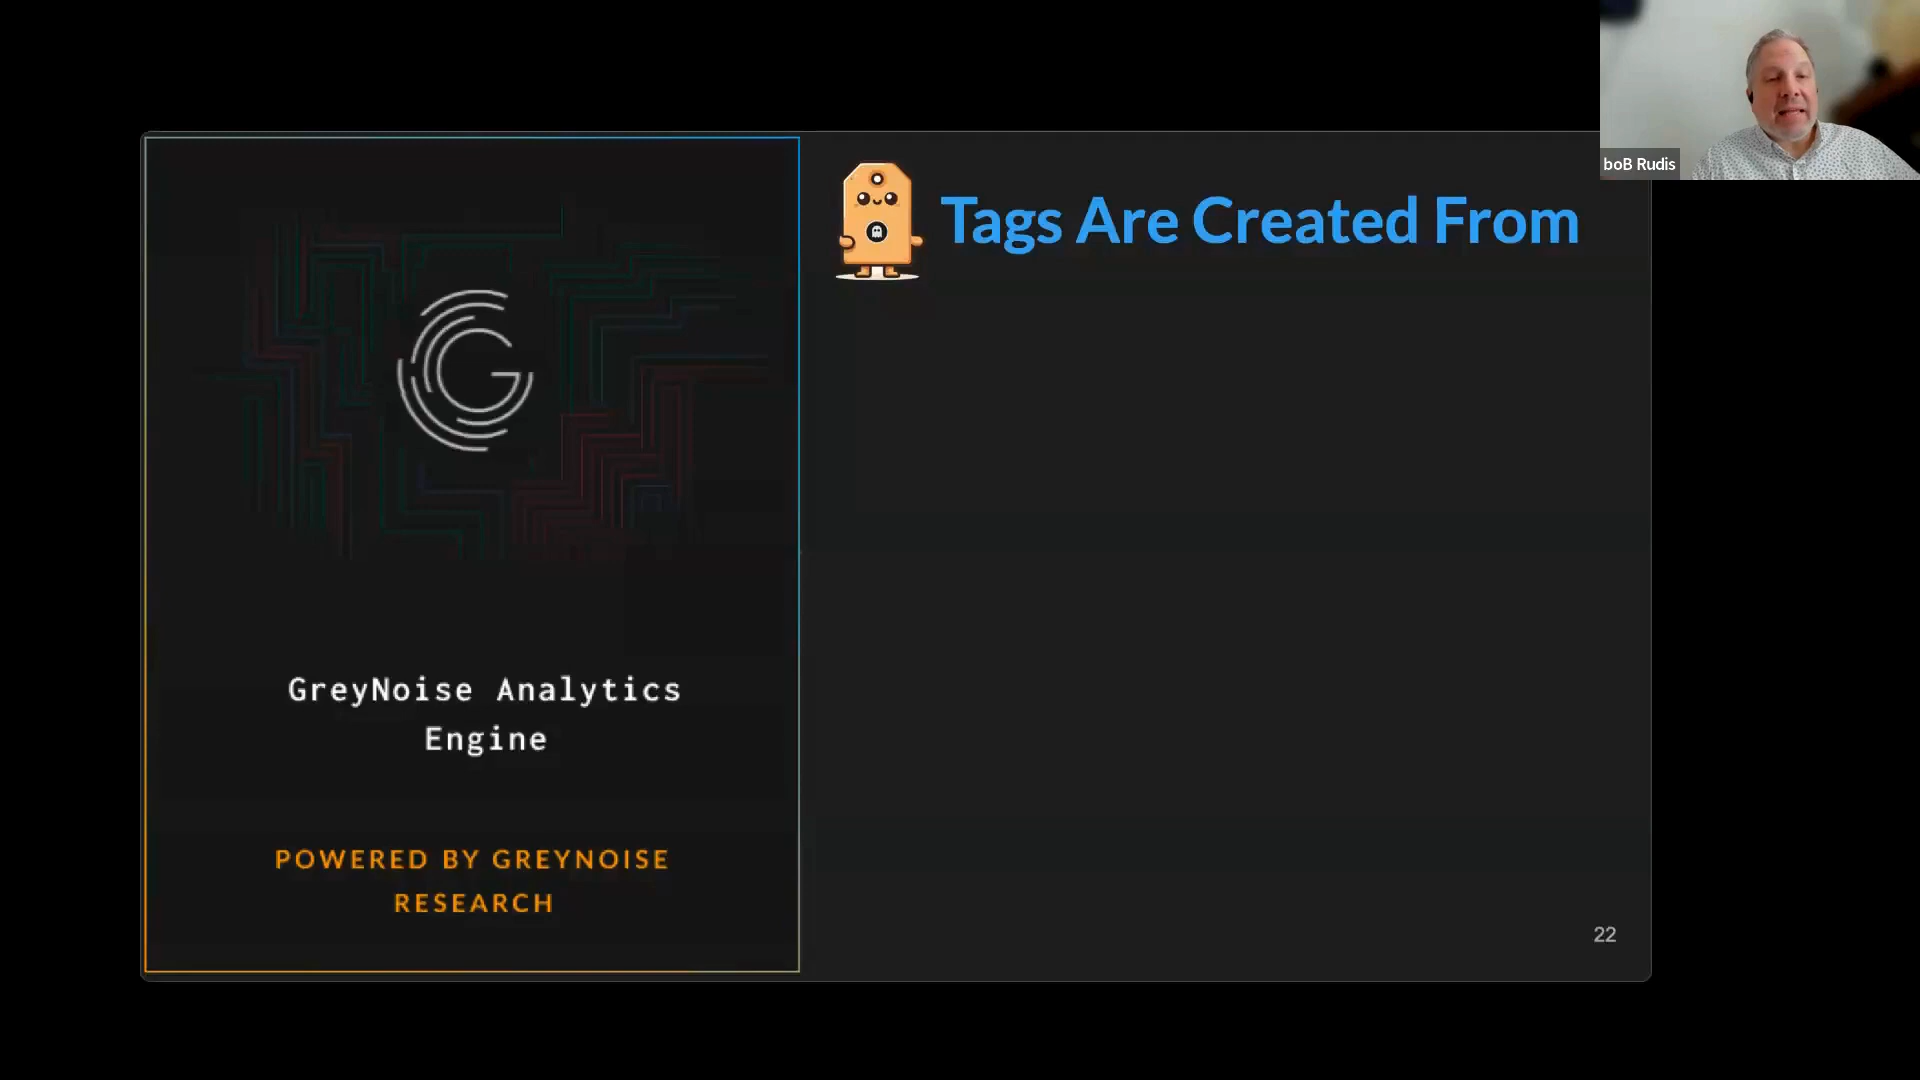 boB Rudis
Tags Are Created From
GreyNoise Analytics
Engine
POWERED BY GREYNOISE
RESEARCH
22